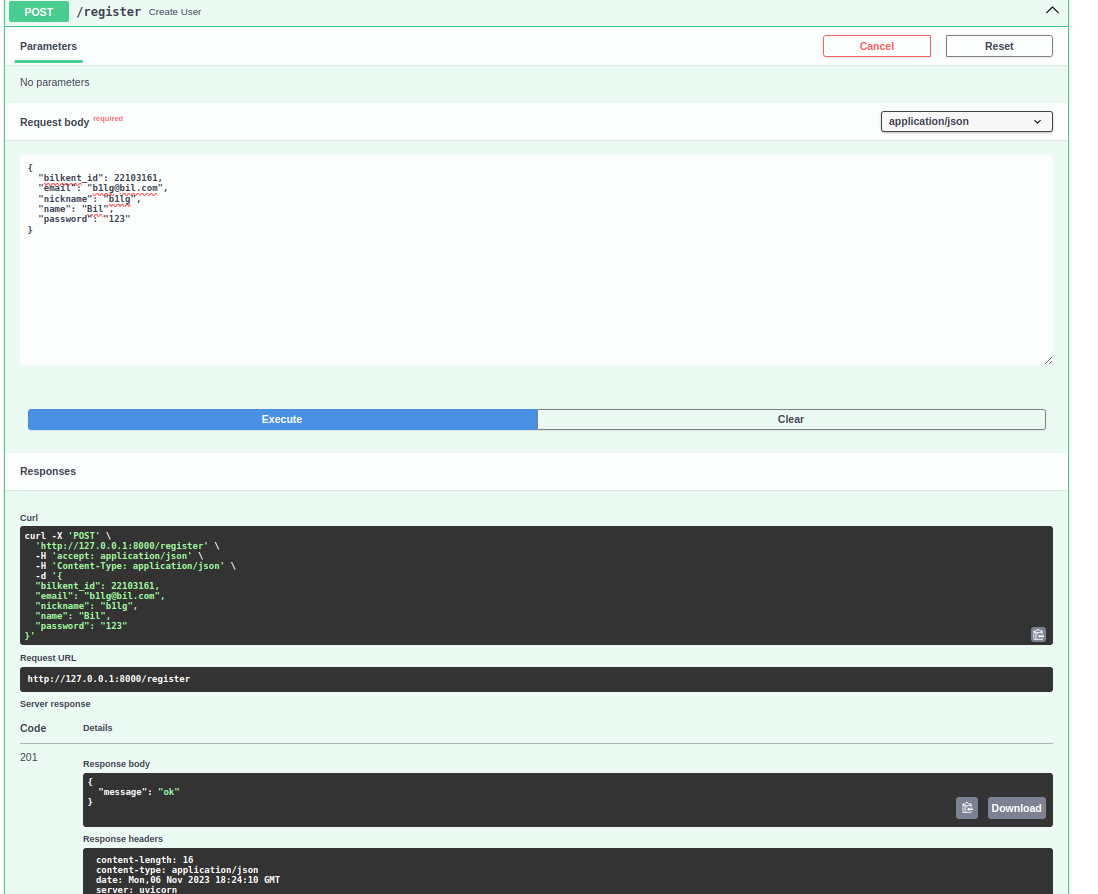 POST /register Create User
Parameters Cancel Reset
No parameters
Request body required application/json
{
"bilkent_id": 22103161,
"email": "b1lg@bil.com",
"nickname": "b1lg",
"name": "Bil",
"password": "123"
}
Execute Clear
Responses
Curl
curl -X 'POST' \
'http://127.0.0.1:8000/register' \
-H 'accept: application/json' \
-H 'Content-Type: application/json' \
-d '{
"bilkent_id": 22103161,
"email": "b1lg@bil.com",
"nickname": "b1lg",
"name": "Bil",
"password": "123"
}'
Request URL
http://127.0.0.1:8000/register
Server response
Code Details
201
Response body
{
"message": "ok"
}
Download
Response headers
content-length: 16
content-type: application/json
date: Mon,06 Nov 2023 18:24:10 GMT
server: uvicorn